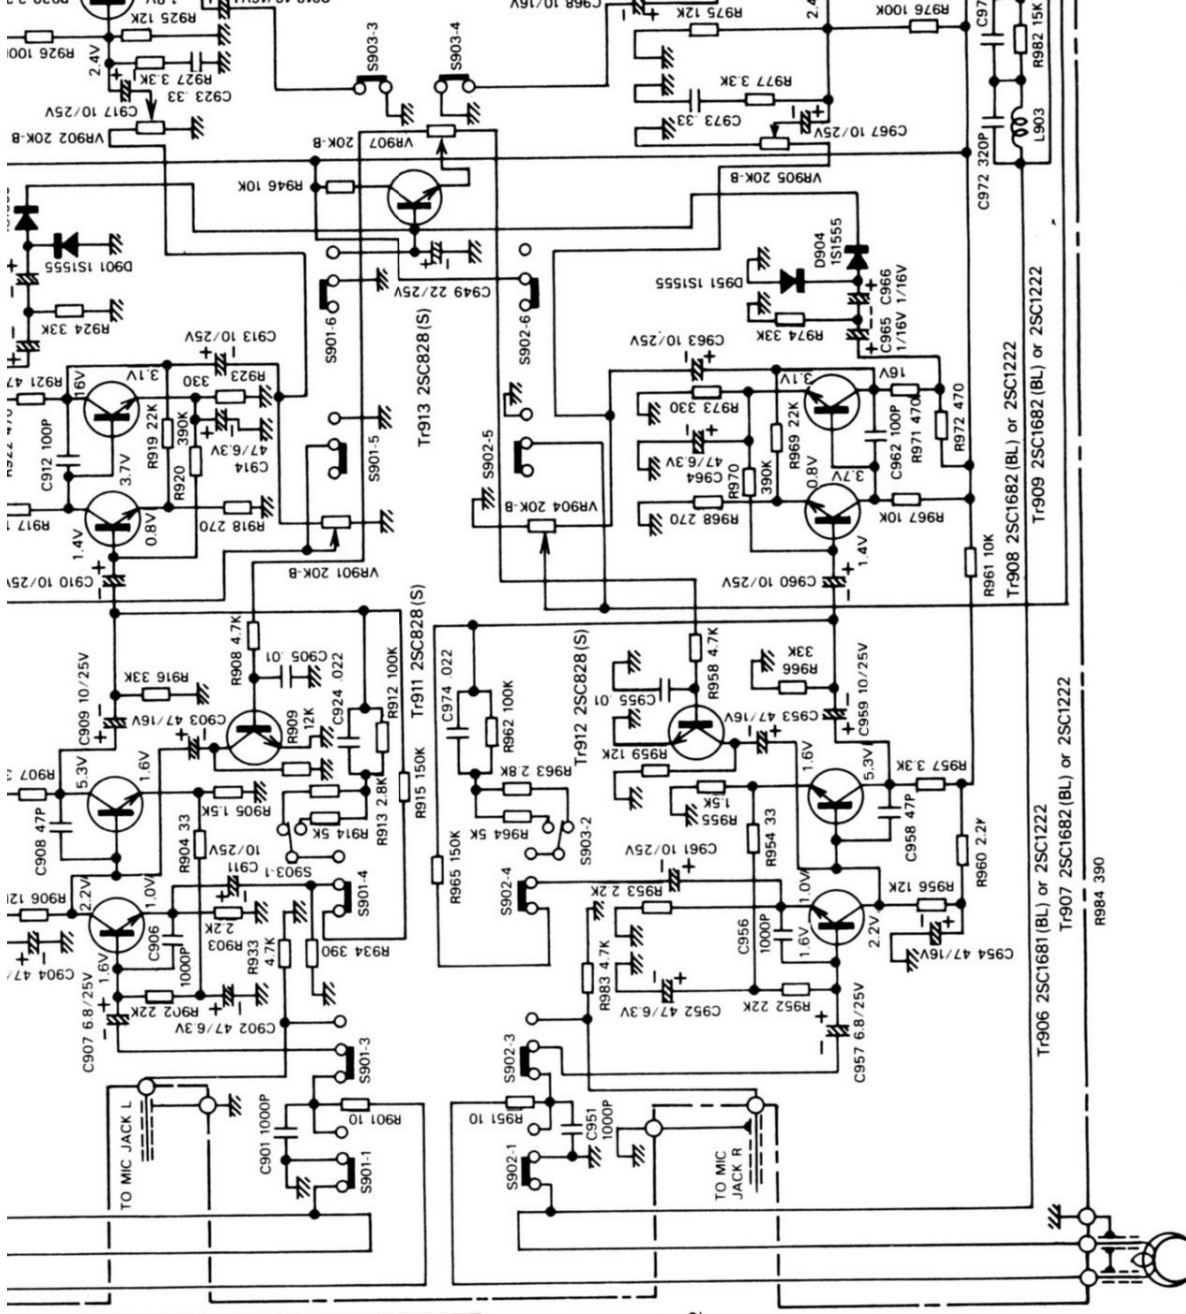 R925 12K
R926 100
2.4V
R927 3.3K
C923 .33
C917 10/25V
VR902 20K-B
S903-3
S903-4
C968 10/16V
R975 12K
R976 100K
2.4
R977 3.3K
C973 .33
C967 10/25V
VR905 20K-B
C97
R982 15K
L903
C972 320P
VR907
20K-B
R946 10K
D901 1S1555
R924 33K
C949 22/25V
Tr913 2SC828(S)
S901-6
S902-6
D904
1S1555
D951 1S1555
R974 33K
C966
1/16V
C965
1/16V
R921 47
16V
3.1V
C913 10/25V
R923
330
C912 100P
R919 22K
390K
R920
47/6.3V
C914
3.7V
R922 470
R917 1
1.4V
0.8V
R918 270
C910 10/25V
S901-5
S902-5
VR901 20K-B
VR904 20K-B
C963 10/25V
3.1V
16V
R973 330
47/6.3V
C964
R970
390K
R969 22K
0.8V
3.7V
C962 100P
R971 470
R972 470
R968 270
R967 10K
1.4V
C960 10/25V
R961 10K
Tr908 2SC1682 (BL) or 2SC1222
Tr909 2SC1682 (BL) or 2SC1222
R908 4.7K
C905 .01
C909 10/25V
R916 33K
C903 47/16V
R909
12K
C924 .022
R912 100K
Tr911 2SC828 (S)
R915 150K
R907 3
5.3V
1.6V
C908 47P
R905 1.5K
R904 33
10/25V
C911
R914 5K
R913 2.8K
S903-1
C974 .022
R962 100K
R963 2.8K
R964 5K
R965 150K
S903-2
Tr912 2SC828 (S)
R958 4.7K
C955 .01
R959 12K
C953 47/16V
33K
R966
C959 10/25V
1.6V
5.3V
R957 3.3K
1.5K
R955
R954 33
C958 47P
C961 10/25V
R960 2.2K
R906 12
2.2V
1.0V
C904 47/
C906
1000P
2.2K
R903
R933
4.7K
R934 390
S901-4
S902-4
R953 2.2K
C956
1000P
1.0V
1.6V
2.2V
R956 12K
C954 47/16V
R983 4.7K
1.6V
R902 22K
C902 47/6.3V
C907 6.8/25V
C952 47/6.3V
R952 22K
C957 6.8/25V
S901-3
S902-3
TO MIC JACK L
C901 1000P
R901 10
S901-1
R951 10
C951
1000P
S902-1
TO MIC
JACK R
Tr906 2SC1681 (BL) or 2SC1222
Tr907 2SC1682 (BL) or 2SC1222
R984 390